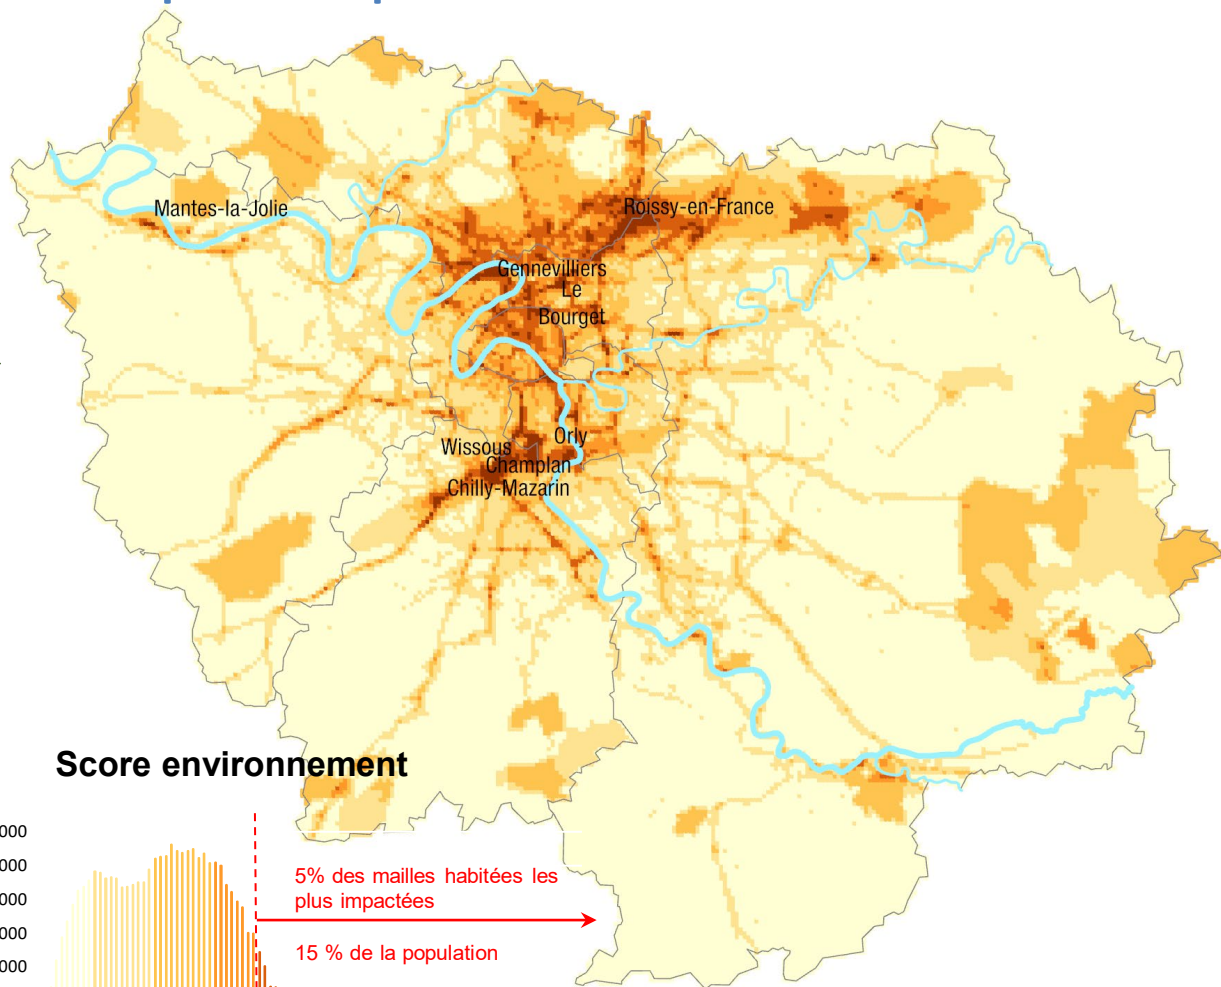 Mantes-la-Jolie
Roissy-en-France
Gennevilliers
Le
Bourget
Orly
Wissous
Champlan
Chilly-Mazarin
Score environnement
000
000
000
000
000
5% des mailles habitées les
plus impactées
15 % de la population